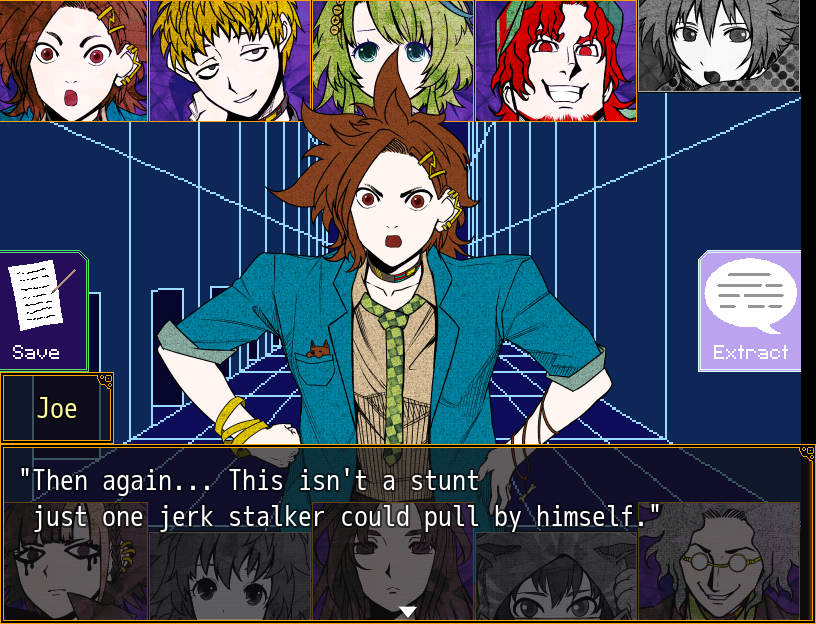 Save
Extract
Joe
"Then again... This isn't a stunt
just one jerk stalker could pull by himself."